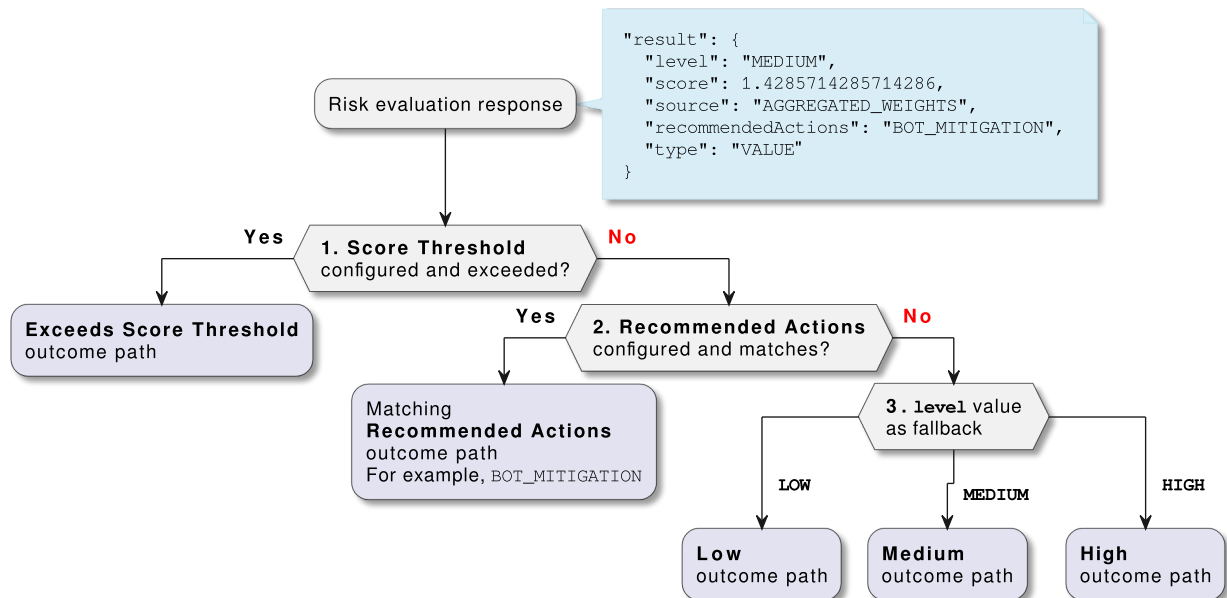 "result": {
"level": "MEDIUM",
"score": 1.4285714285714286,
"source": "AGGREGATED_WEIGHTS",
"recommendedActions": "BOT_MITIGATION",
"type": "VALUE"
}
Risk evaluation response
Yes
1. Score Threshold
configured and exceeded?
No
Exceeds Score Threshold
outcome path
Yes
2. Recommended Actions
configured and matches?
No
Matching
Recommended Actions
outcome path
For example, BOT_MITIGATION
3. level value
as fallback
LOW
MEDIUM
HIGH
Low
outcome path
Medium
outcome path
High
outcome path